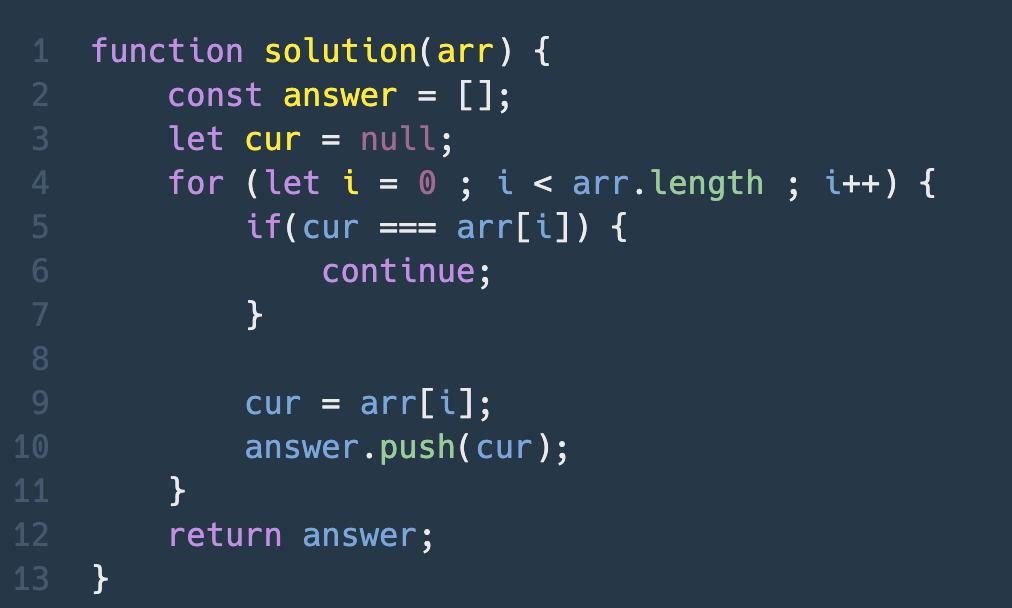 1 function solution(arr) {
2     const answer = [];
3     let cur = null;
4     for (let i = 0 ; i < arr.length ; i++) {
5         if(cur === arr[i]) {
6             continue;
7         }
8
9         cur = arr[i];
10         answer.push(cur);
11     }
12     return answer;
13 }